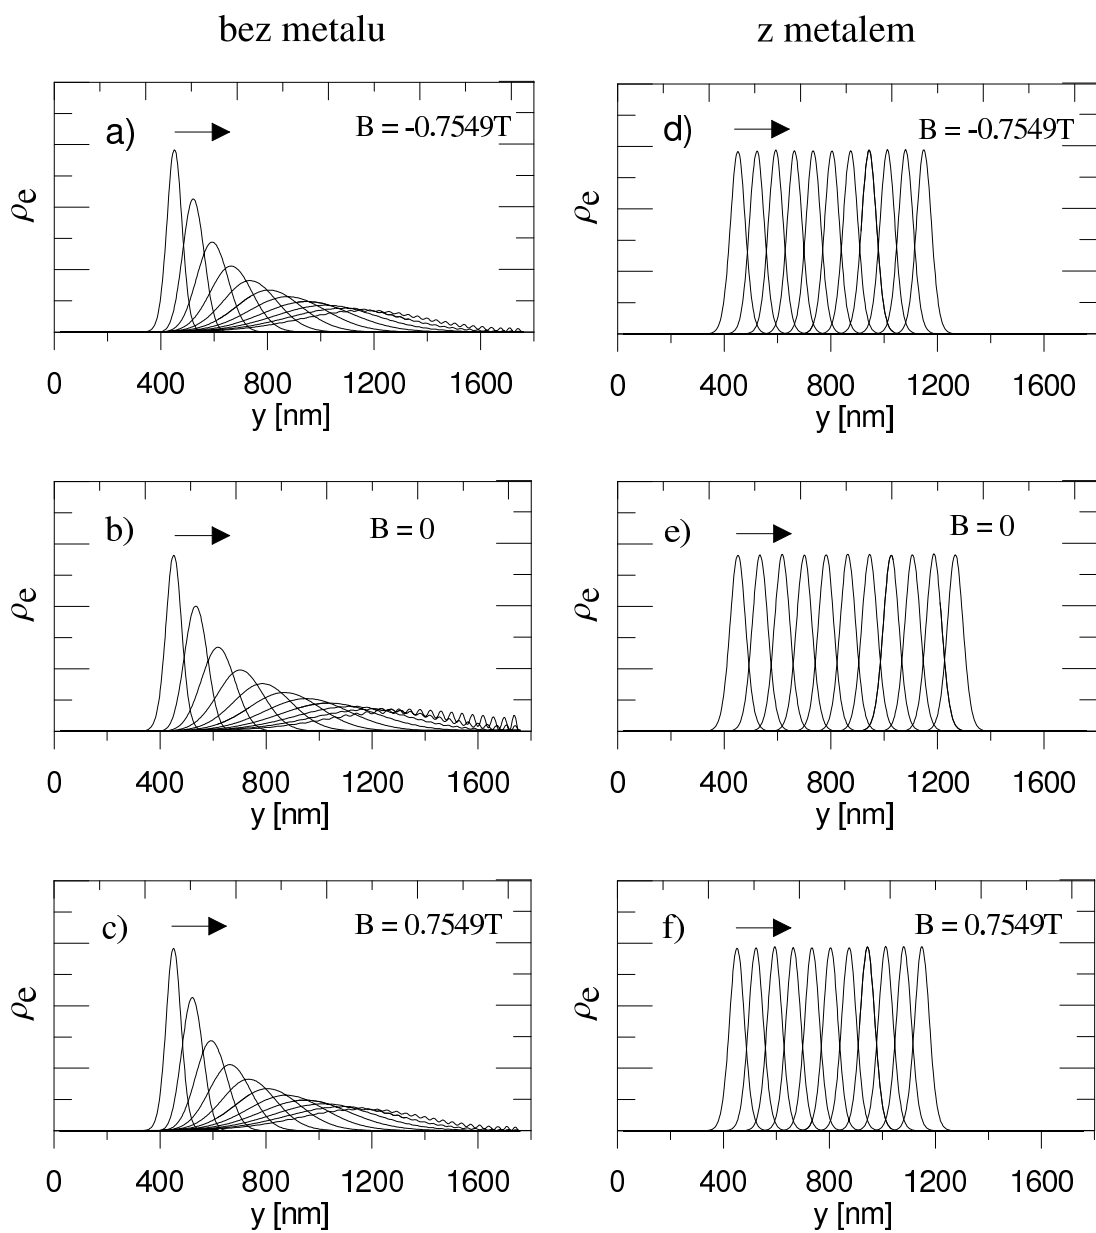 bez metalu
z metalem
a)
B = -0.7549T
ρe
0 400 800 1200 1600
y [nm]
d)
B = -0.7549T
ρe
0 400 800 1200 1600
y [nm]
b)
B = 0
ρe
0 400 800 1200 1600
y [nm]
e)
B = 0
ρe
0 400 800 1200 1600
y [nm]
c)
B = 0.7549T
ρe
0 400 800 1200 1600
y [nm]
f)
B = 0.7549T
ρe
0 400 800 1200 1600
y [nm]